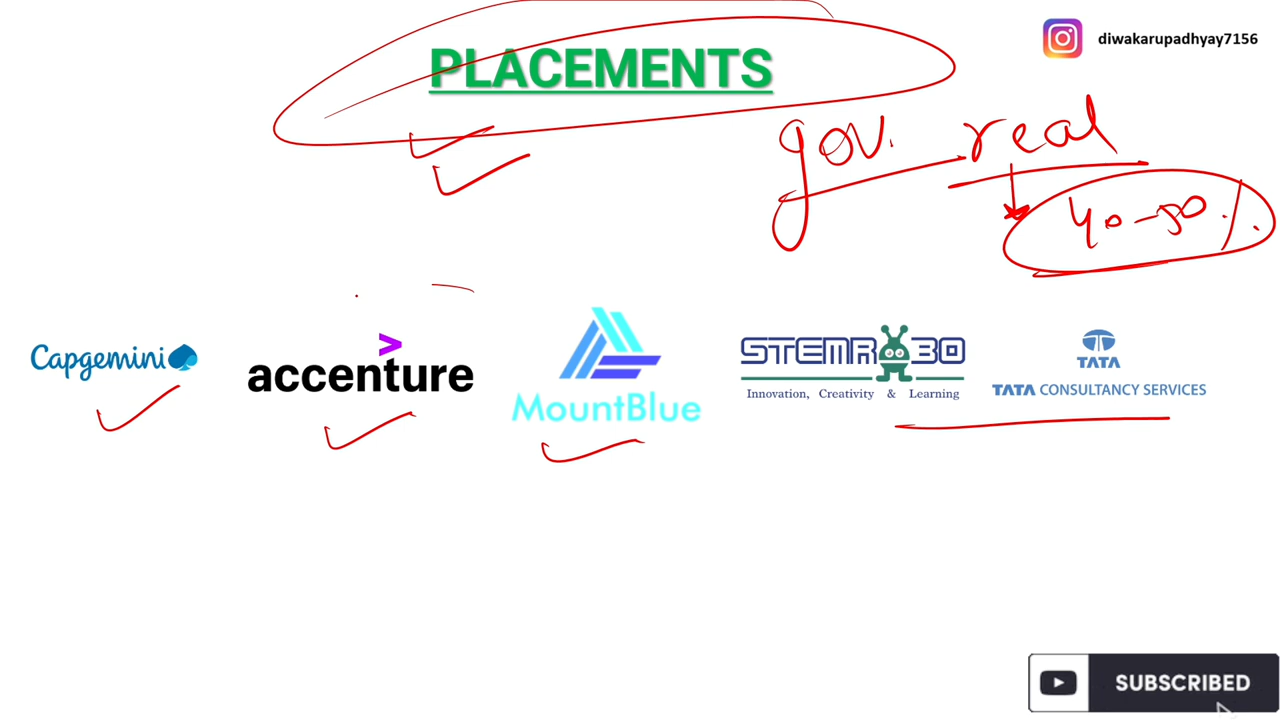 PLACEMENTS
diwakarupadhyay7156
gov. real
40-50%.
Capgemini
accenture
MountBlue
STEMROBO
Innovation, Creativity & Learning
TATA
TATA CONSULTANCY SERVICES
SUBSCRIBED